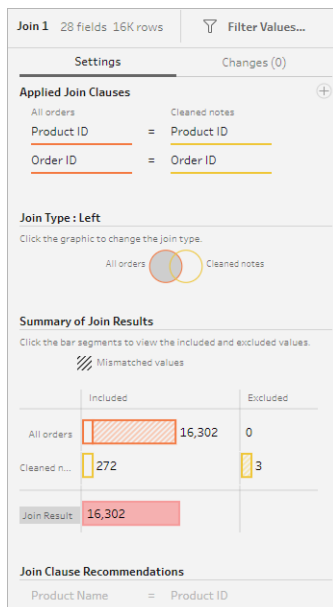 Join 1 28 fields 16K rows Filter Values...
Settings Changes (0)
Applied Join Clauses
All orders Cleaned notes
Product ID = Product ID
Order ID = Order ID
Join Type : Left
Click the graphic to change the join type.
All orders Cleaned notes
Summary of Join Results
Click the bar segments to view the included and excluded values.
Mismatched values
Included Excluded
All orders 16,302 0
Cleaned n... 272 3
Join Result 16,302
Join Clause Recommendations
Product Name = Product ID